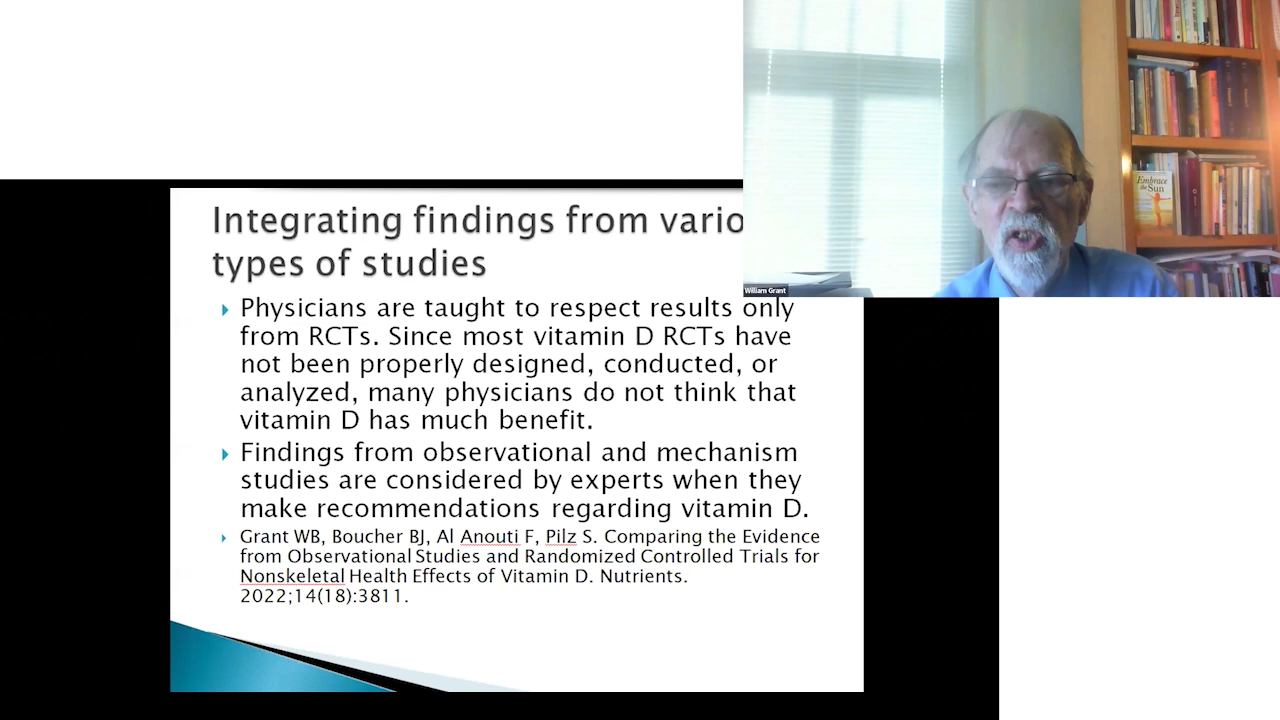 Integrating findings from vario
types of studies
Physicians are taught to respect results only
from RCTs. Since most vitamin D RCTs have
not been properly designed, conducted, or
analyzed, many physicians do not think that
vitamin D has much benefit.
Findings from observational and mechanism
studies are considered by experts when they
make recommendations regarding vitamin D.
Grant WB, Boucher BJ, Al Anouti F, Pilz S. Comparing the Evidence
from Observational Studies and Randomized Controlled Trials for
Nonskeletal Health Effects of Vitamin D. Nutrients.
2022;14(18):3811.
Embrace
the Sun
William Grant